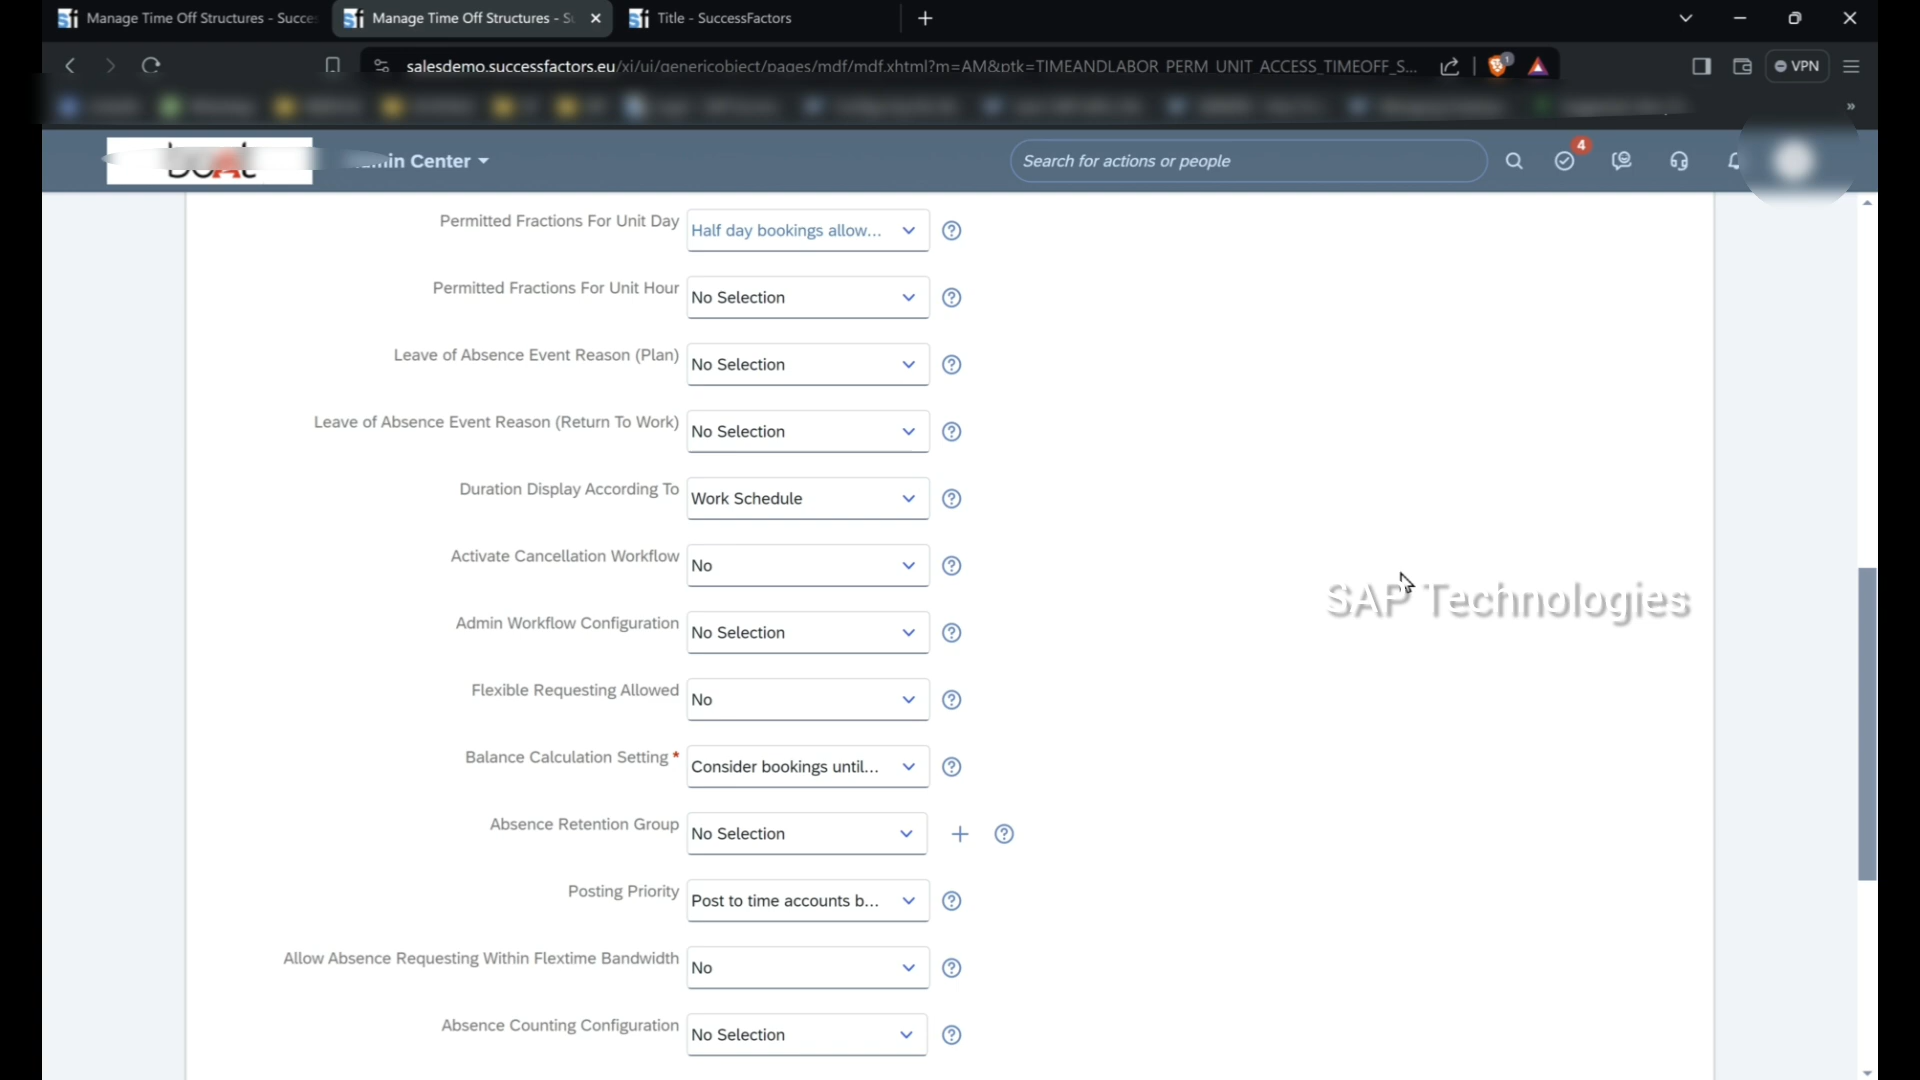 Manage Time Off Structures - Succe
Manage Time Off Structures - Su
Title - SuccessFactors
salesdemo.successfactors.eu/xi/ui/genericobject/pages/mdf/mdf.xhtml?m=AM&ptk=TIMEANDLABOR_PERM_UNIT_ACCESS_TIMEOFF_S...
1
VPN
Center
Search for actions or people
4
Permitted Fractions For Unit Day
Half day bookings allow...
Permitted Fractions For Unit Hour
No Selection
Leave of Absence Event Reason (Plan)
No Selection
Leave of Absence Event Reason (Return To Work)
No Selection
Duration Display According To
Work Schedule
Activate Cancellation Workflow
No
Admin Workflow Configuration
No Selection
Flexible Requesting Allowed
No
Balance Calculation Setting *
Consider bookings until...
Absence Retention Group
No Selection
Posting Priority
Post to time accounts b...
Allow Absence Requesting Within Flextime Bandwidth
No
Absence Counting Configuration
No Selection
SAP Technologies